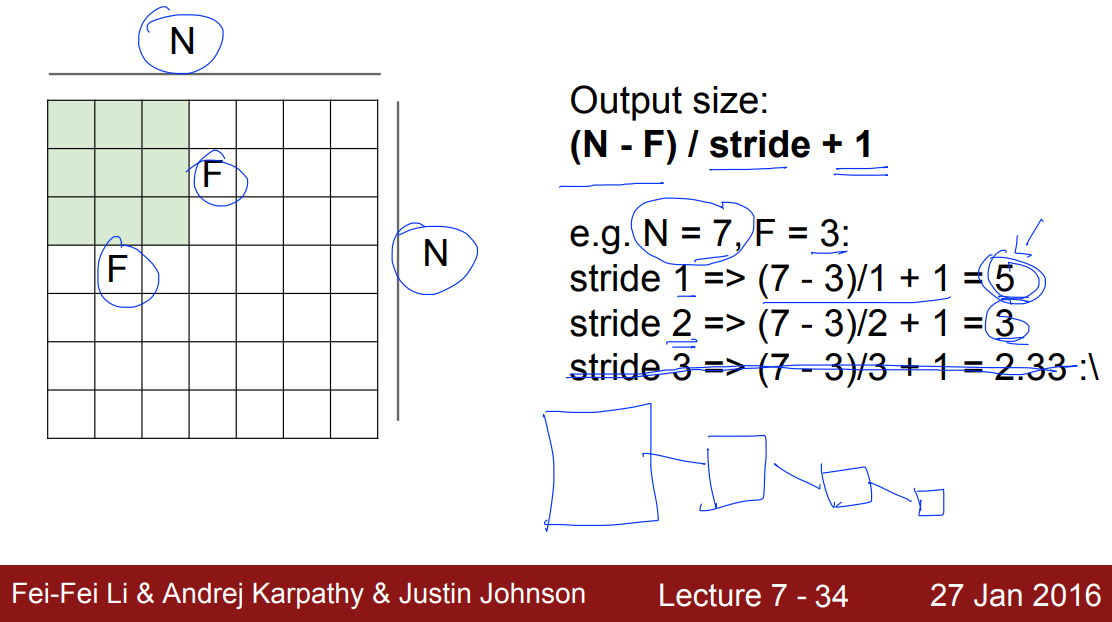 N
F
F
N
Output size:
(N - F) / stride + 1
e.g. N = 7, F = 3:
stride 1 => (7 - 3)/1 + 1 = 5
stride 2 => (7 - 3)/2 + 1 = 3
stride 3 => (7 - 3)/3 + 1 = 2.33 :\
Fei-Fei Li & Andrej Karpathy & Justin Johnson
Lecture 7 - 34
27 Jan 2016